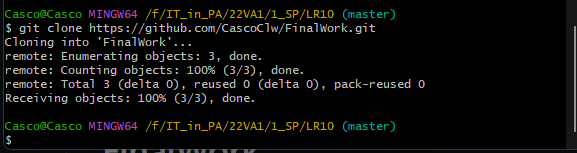 Casco@Casco MINGW64 /f/IT_in_PA/22VA1/1_SP/LR10 (master)
$ git clone https://github.com/CascoClw/FinalWork.git
Cloning into 'FinalWork'...
remote: Enumerating objects: 3, done.
remote: Counting objects: 100% (3/3), done.
remote: Total 3 (delta 0), reused 0 (delta 0), pack-reused 0
Receiving objects: 100% (3/3), done.
Casco@Casco MINGW64 /f/IT_in_PA/22VA1/1_SP/LR10 (master)
$